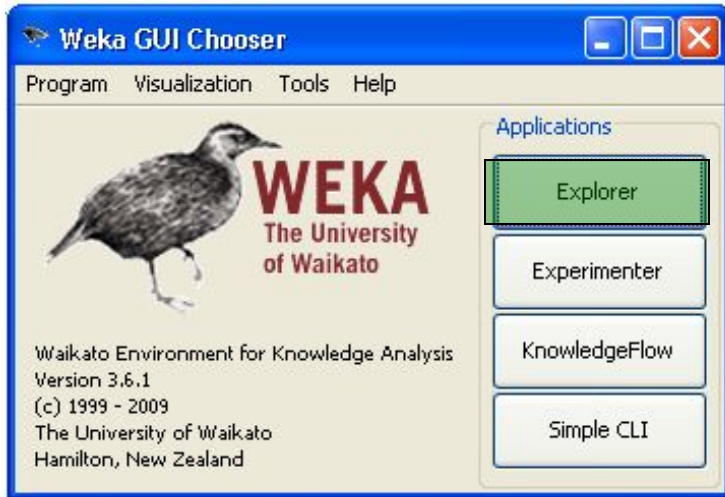 Weka GUI Chooser
Program Visualization Tools Help
WEKA
The University
of Waikato
Waikato Environment for Knowledge Analysis
Version 3.6.1
(c) 1999 - 2009
The University of Waikato
Hamilton, New Zealand
Applications
Explorer
Experimenter
KnowledgeFlow
Simple CLI